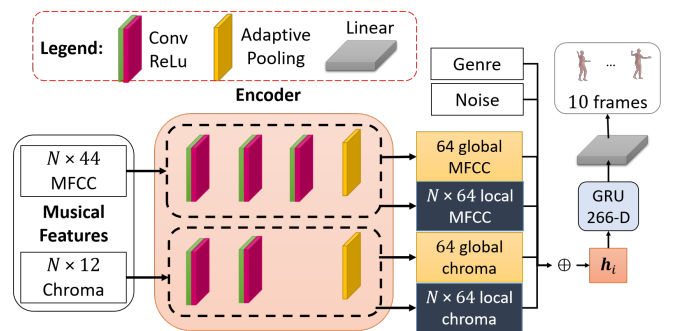 Legend:
Conv
ReLu
Adaptive
Pooling
Linear
Encoder
N × 44
MFCC
Musical
Features
N × 12
Chroma
Genre
Noise
64 global
MFCC
N × 64 local
MFCC
64 global
chroma
N × 64 local
chroma
⊕
h_i
GRU
266-D
...
10 frames